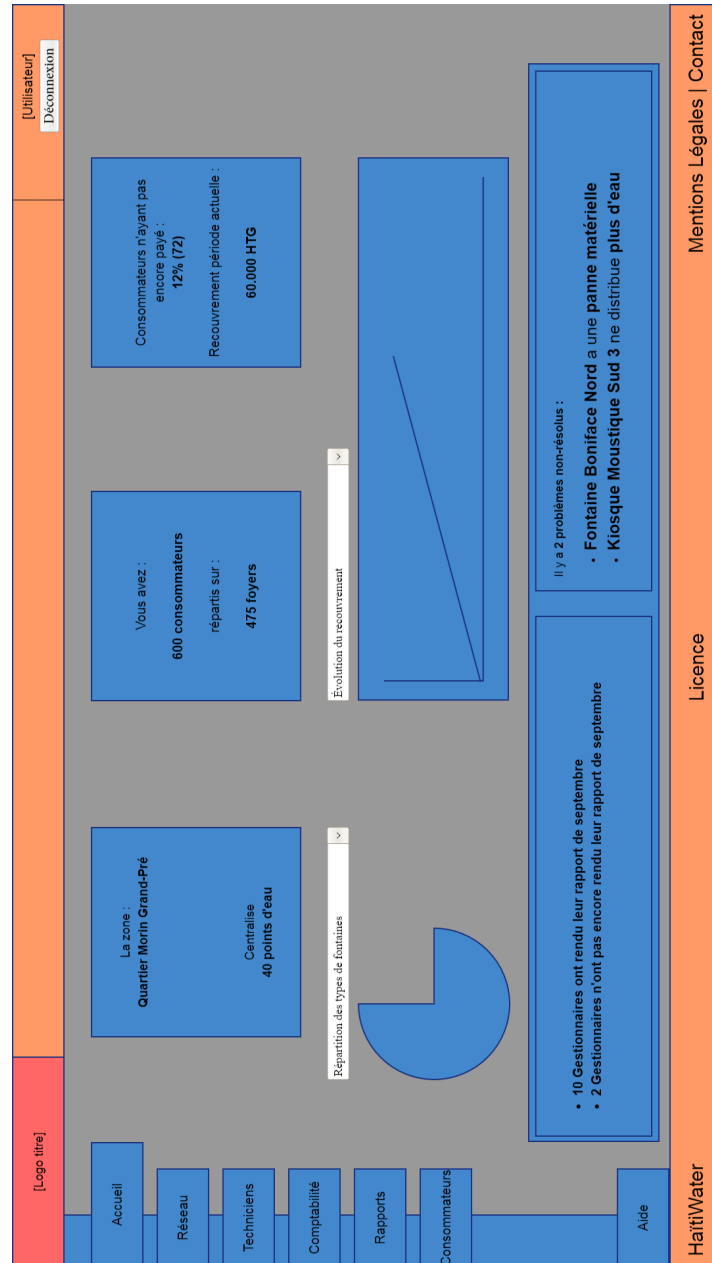 [Logo titre]
[Utilisateur]
Déconnexion
Accueil
Réseau
Techniciens
Comptabilité
Rapports
Consommateurs
Aide
La zone :
Quartier Morin Grand-Pré
Centralise
40 points d'eau
Vous avez :
600 consommateurs
répartis sur :
475 foyers
Consommateurs n'ayant pas
encore payé :
12% (72)
Recouvrement période actuelle :
60.000 HTG
Répartition des types de fontaines
Évolution du recouvrement
• 10 Gestionnaires ont rendu leur rapport de septembre
• 2 Gestionnaires n'ont pas encore rendu leur rapport de septembre
Il y a 2 problèmes non-résolus :
• Fontaine Boniface Nord a une panne matérielle
• Kiosque Moustique Sud 3 ne distribue plus d'eau
HaïtiWater
Licence
Mentions Légales | Contact